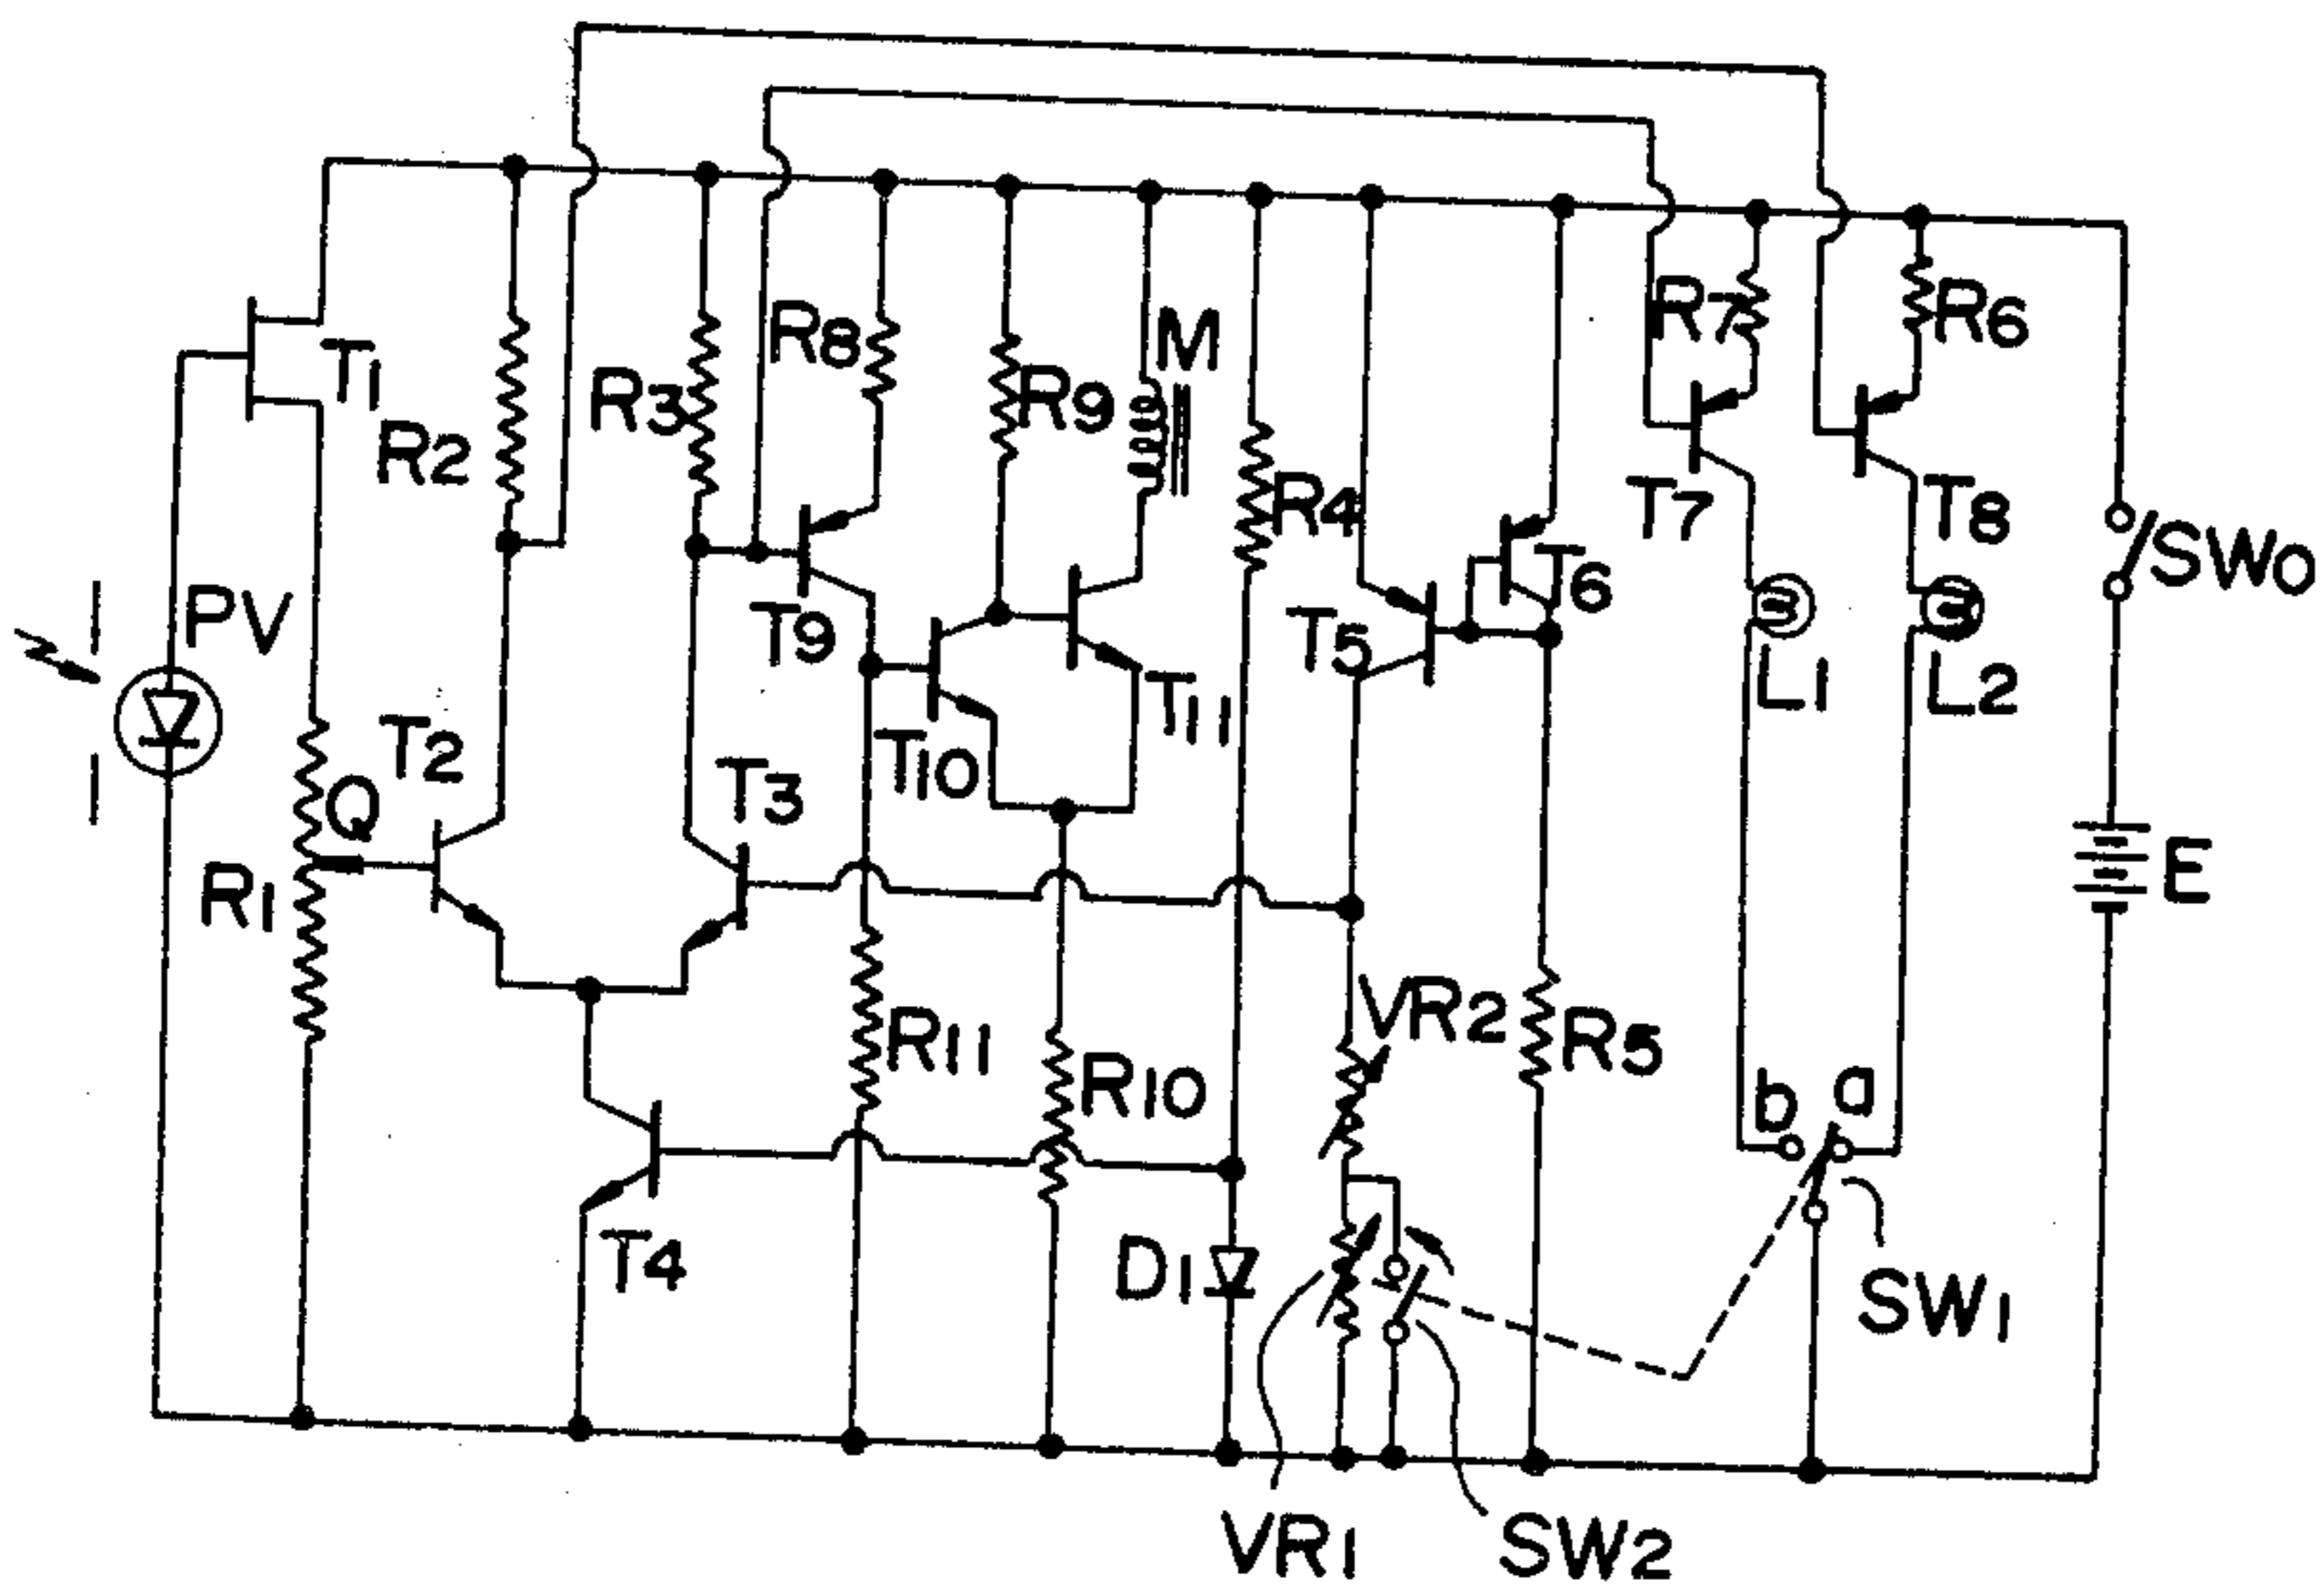 T1
R2
R3
R8
R9
M
R4
R7
R6
T7
T8
SW0
PV
T9
T5
T6
T11
L1
L2
T2
T3
T10
Q
R1
E
R11
R10
VR2
R5
b
a
T4
D1
SW1
VR1
SW2